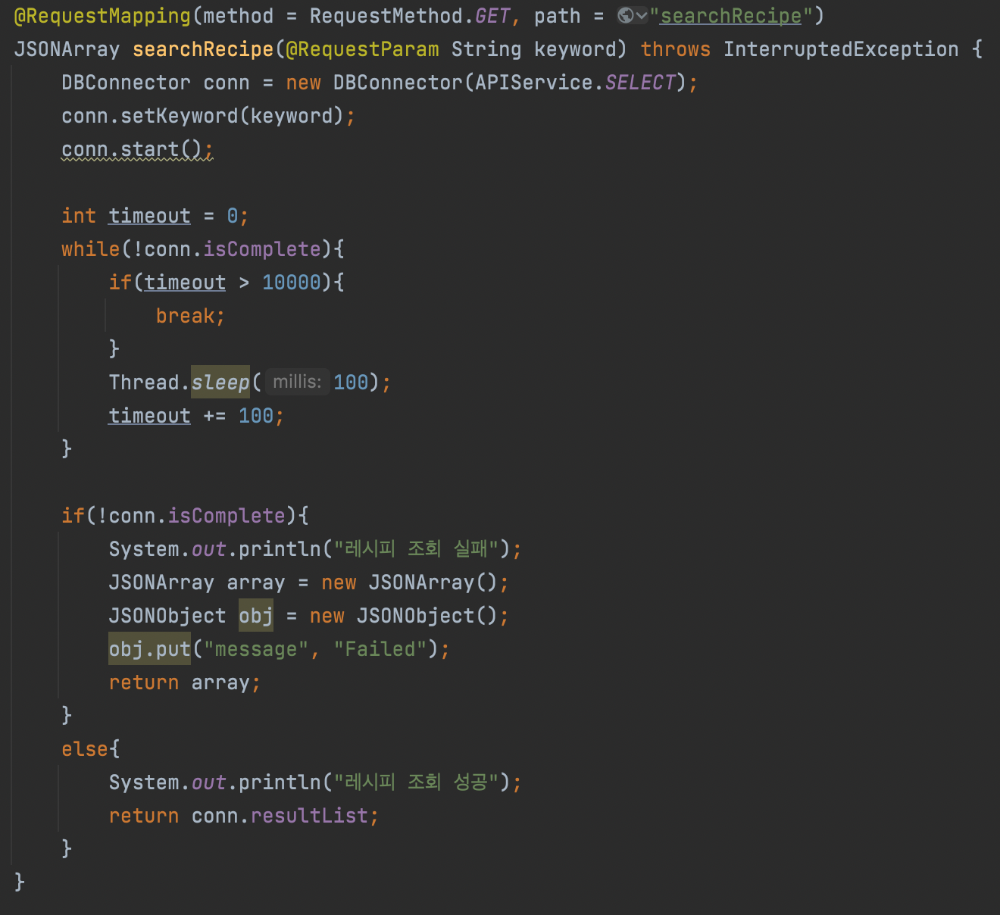 @RequestMapping(method = RequestMethod.GET, path = "searchRecipe")
JSONArray searchRecipe(@RequestParam String keyword) throws InterruptedException {
    DBConnector conn = new DBConnector(APIService.SELECT);
    conn.setKeyword(keyword);
    conn.start();

    int timeout = 0;
    while(!conn.isComplete){
        if(timeout > 10000){
            break;
        }
        Thread.sleep( millis: 100);
        timeout += 100;
    }

    if(!conn.isComplete){
        System.out.println("레시피 조회 실패");
        JSONArray array = new JSONArray();
        JSONObject obj = new JSONObject();
        obj.put("message", "Failed");
        return array;
    }
    else{
        System.out.println("레시피 조회 성공");
        return conn.resultList;
    }
}